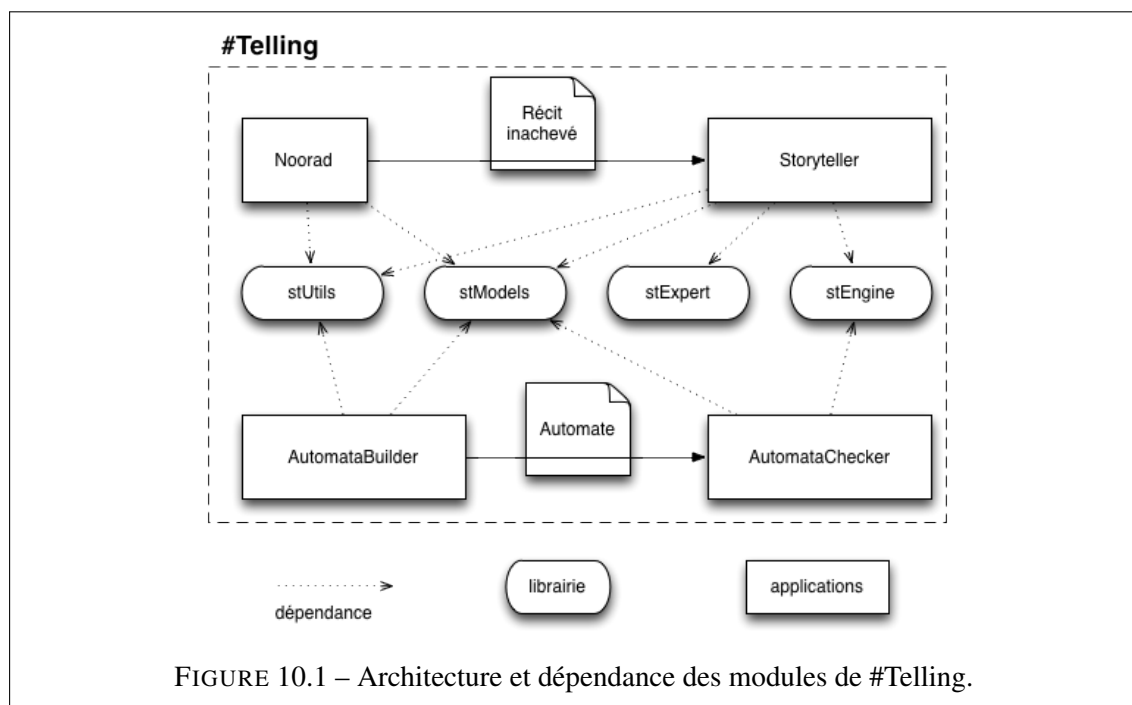 #Telling
Récit
inachevé
Noorad
Storyteller
stUtils
stModels
stExpert
stEngine
Automate
AutomataBuilder
AutomataChecker
librairie
applications
dépendance
FIGURE 10.1 – Architecture et dépendance des modules de #Telling.